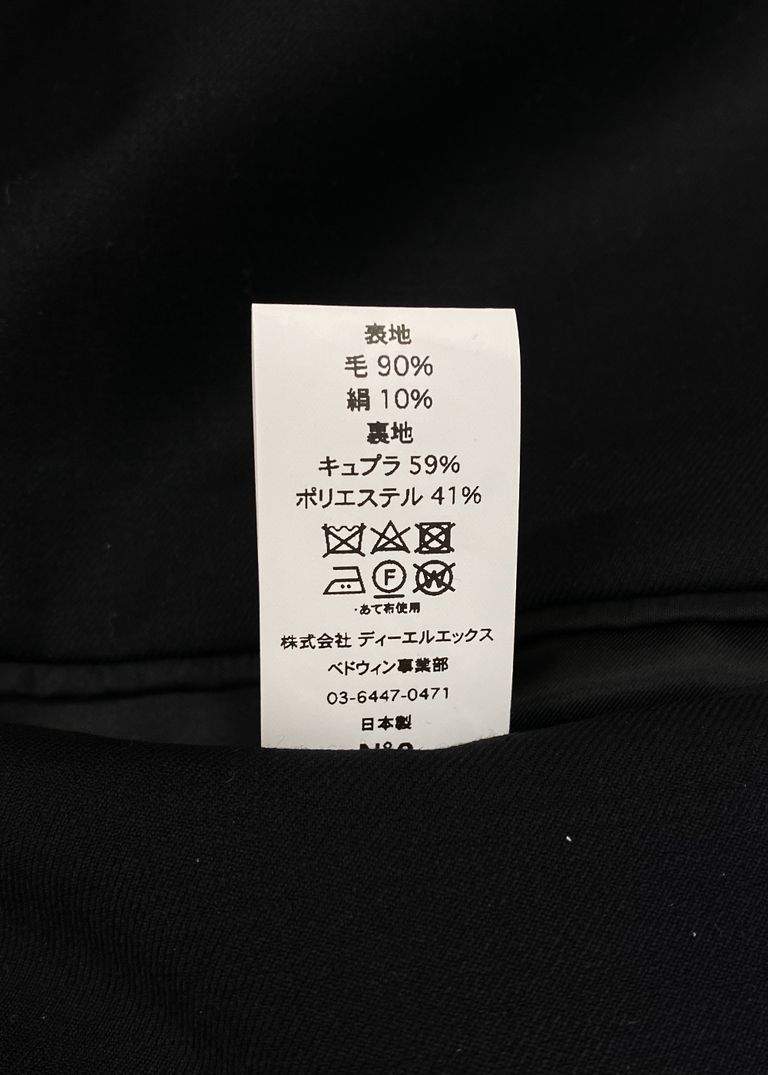 表地
毛 90%
絹 10%
裏地
キュプラ 59%
ポリエステル 41%
F W
・あて布使用
株式会社 ディーエルエックス
ベドウィン事業部
03-6447-0471
日本製